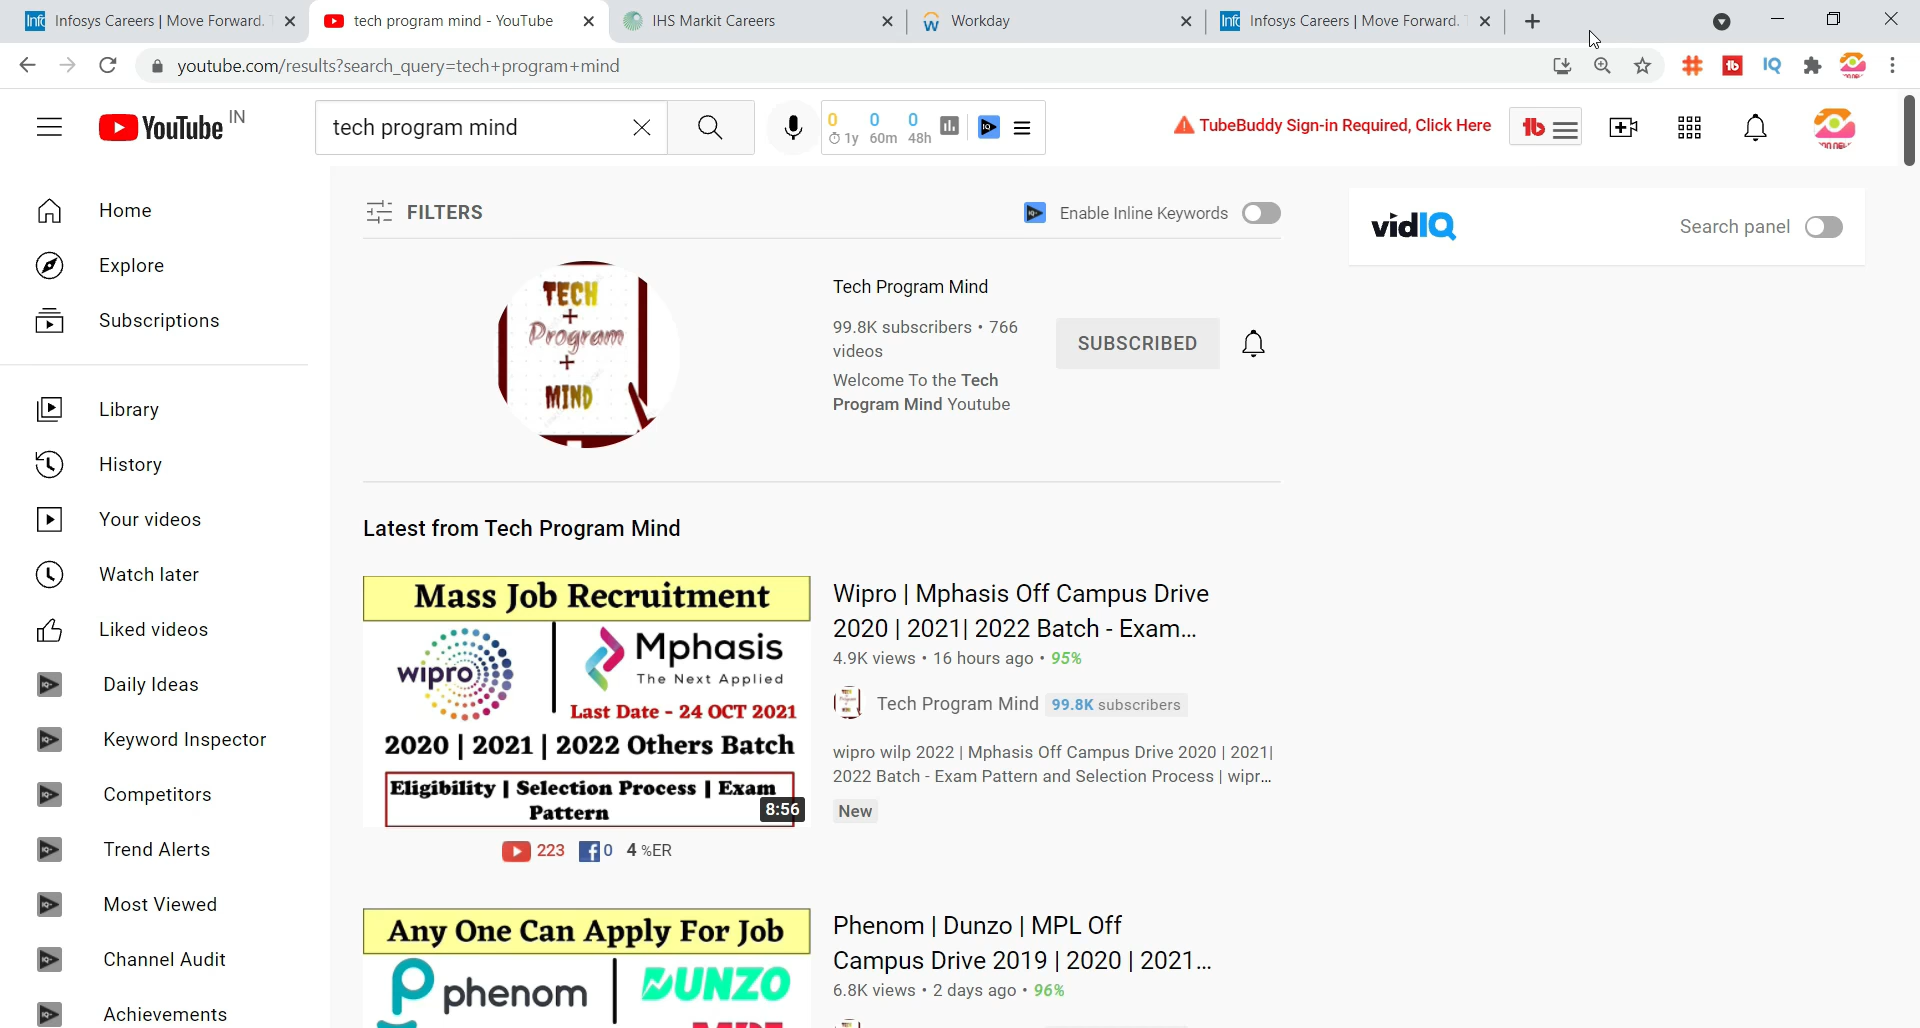 Infosys Careers | Move Forward.
tech program mind - YouTube
IHS Markit Careers
Workday
Infosys Careers | Move Forward.
youtube.com/results?search_query=tech+program+mind
YouTube IN
tech program mind
0 0 0
1y 60m 48h
TubeBuddy Sign-in Required, Click Here
Home
Explore
Subscriptions
Library
History
Your videos
Watch later
Liked videos
Daily Ideas
Keyword Inspector
Competitors
Trend Alerts
Most Viewed
Channel Audit
Achievements
FILTERS
Enable Inline Keywords
vidIQ
Search panel
TECH
+
Program
+
MIND
Tech Program Mind
99.8K subscribers • 766
videos
Welcome To the Tech
Program Mind Youtube
SUBSCRIBED
Latest from Tech Program Mind
Mass Job Recruitment
wipro
Mphasis
The Next Applied
Last Date - 24 OCT 2021
2020 | 2021 | 2022 Others Batch
Eligibility | Selection Process | Exam
Pattern
8:56
223 0 4 %ER
Wipro | Mphasis Off Campus Drive
2020 | 2021| 2022 Batch - Exam...
4.9K views • 16 hours ago • 95%
Tech Program Mind 99.8K subscribers
wipro wilp 2022 | Mphasis Off Campus Drive 2020 | 2021|
2022 Batch - Exam Pattern and Selection Process | wipr...
New
Any One Can Apply For Job
phenom
DUNZO
Phenom | Dunzo | MPL Off
Campus Drive 2019 | 2020 | 2021...
6.8K views • 2 days ago • 96%